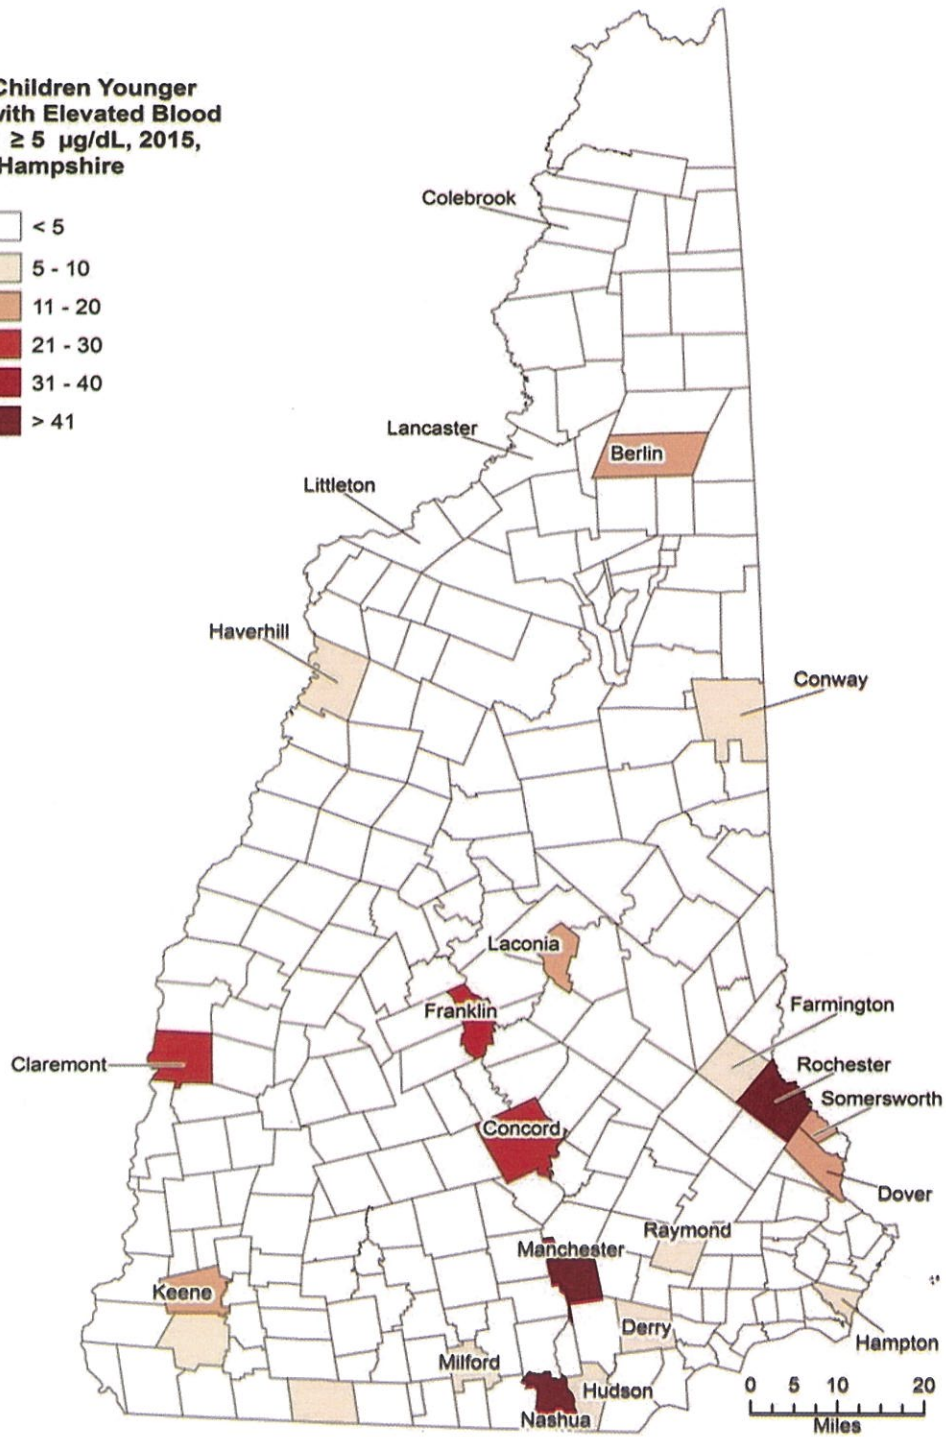 Children Younger
with Elevated Blood
≥ 5 µg/dL, 2015,
Hampshire
< 5
5 - 10
11 - 20
21 - 30
31 - 40
> 41
Colebrook
Lancaster
Berlin
Littleton
Haverhill
Conway
Laconia
Franklin
Farmington
Claremont
Rochester
Somersworth
Concord
Dover
Raymond
Manchester
Keene
Derry
Hampton
Milford
Hudson
Nashua
0 5 10 20
Miles